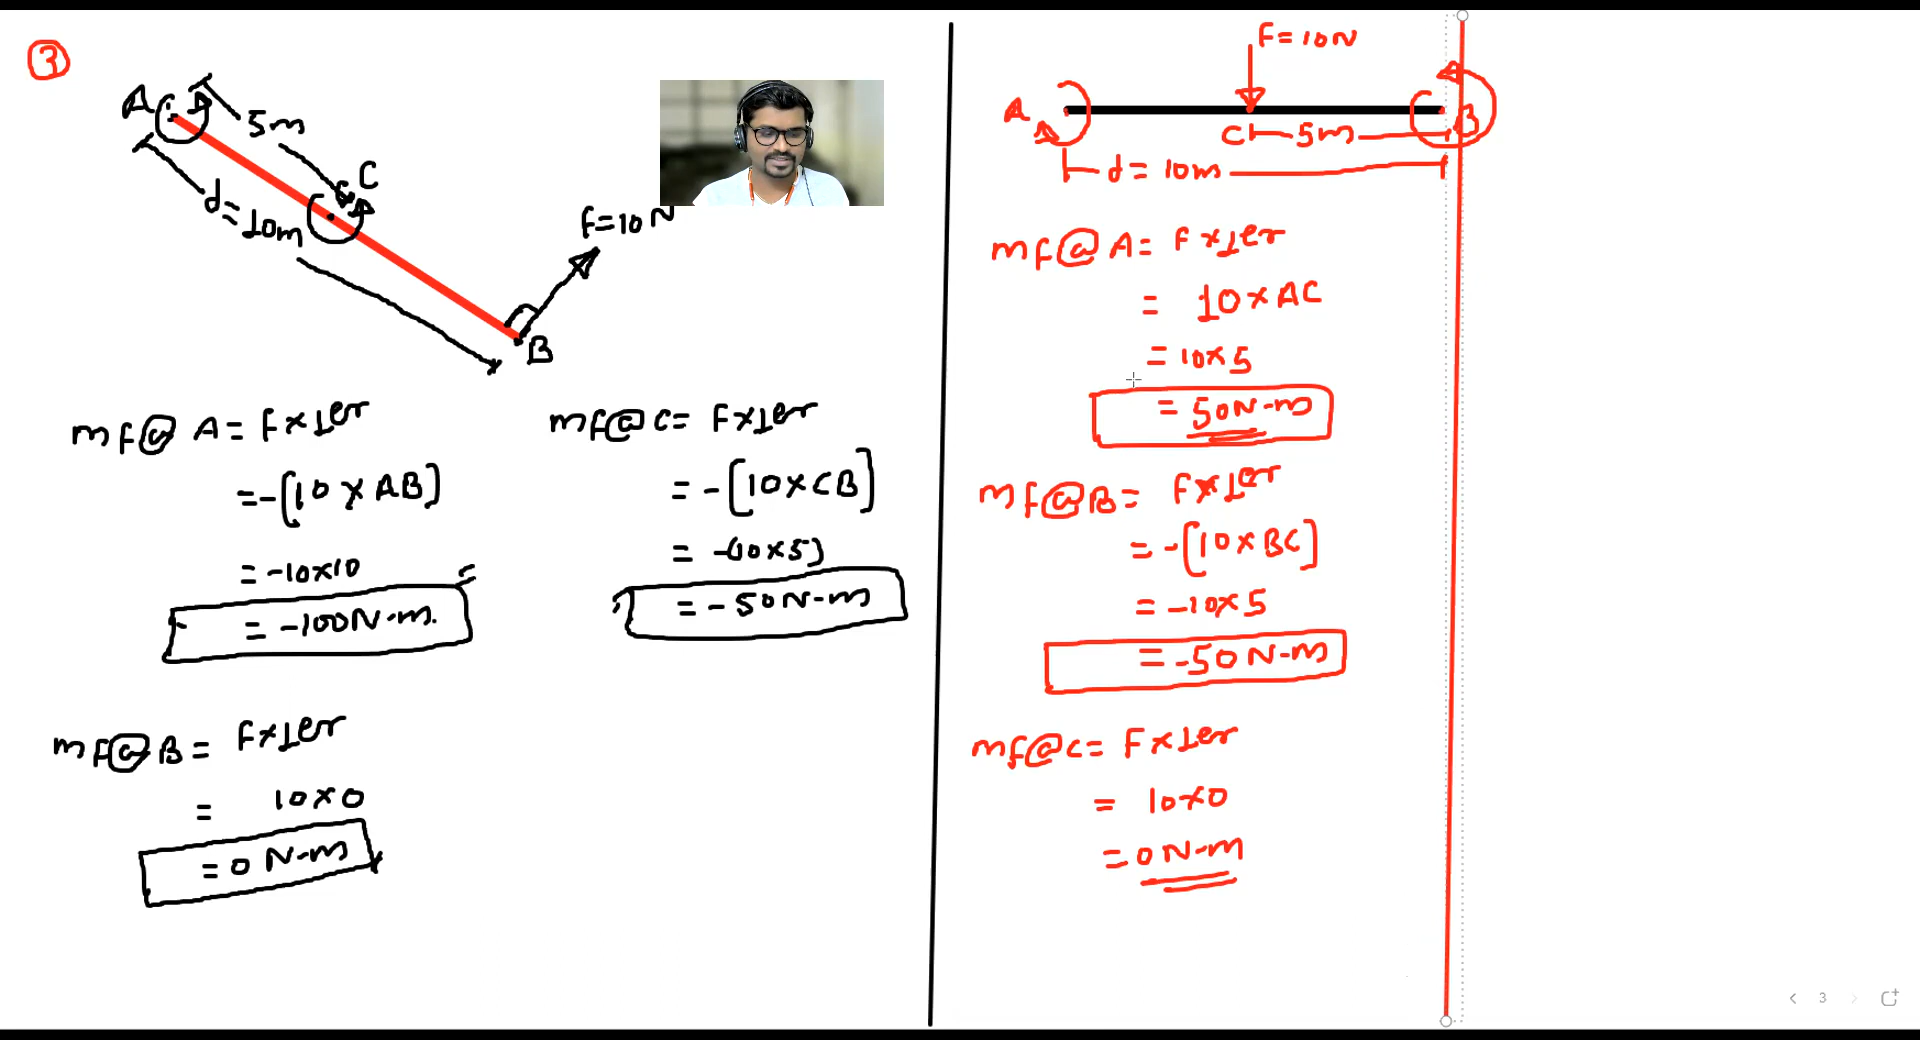 3
A
5m
C
d=10m
F=10N
B
mF@A=F×⊥er
=-[10×AB]
=-10×10
=-100N-m.
mF@B=F×⊥er
=10×0
=0 N-m
mF@C=F×⊥er
=-[10×CB]
=-(10×5)
=-50N-m
F=10N
A
B
C
5m
d=10m
mF@A=F×⊥er
=10×AC
=10×5
=50N-m
mF@B=F×⊥er
=-[10×BC]
=-10×5
=-50N-m
mF@C=F×⊥er
=10×0
=0N-m
3